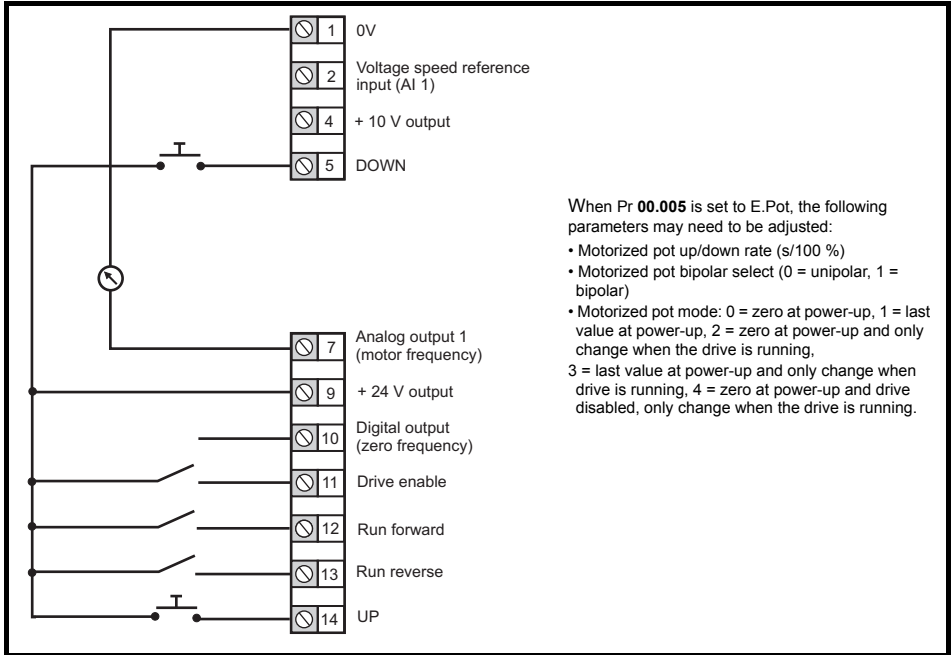 1 0V
2 Voltage speed reference
input (AI 1)
4 + 10 V output
5 DOWN
7 Analog output 1
(motor frequency)
9 + 24 V output
10 Digital output
(zero frequency)
11 Drive enable
12 Run forward
13 Run reverse
14 UP
When Pr 00.005 is set to E.Pot, the following
parameters may need to be adjusted:
• Motorized pot up/down rate (s/100 %)
• Motorized pot bipolar select (0 = unipolar, 1 =
bipolar)
• Motorized pot mode: 0 = zero at power-up, 1 = last
value at power-up, 2 = zero at power-up and only
change when the drive is running,
3 = last value at power-up and only change when
drive is running, 4 = zero at power-up and drive
disabled, only change when the drive is running.